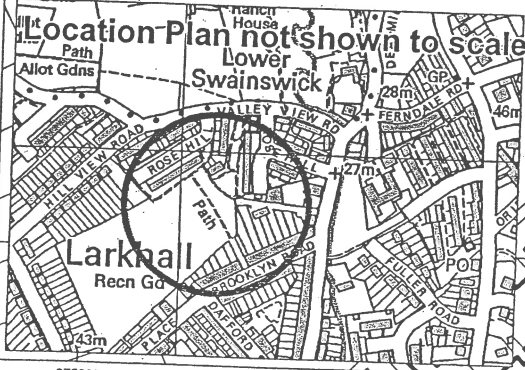 Ranch
House
Location Plan not shown to scale
Path
Allot Gdns
Lower
Swainswick
GP
28m
FERNDALE RD
46m
VALLEY VIEW RD
HILL VIEW ROAD
ROSE HILL
27m
Path
Larkhall
Recn Gd
BROOKLYN ROAD
PO
FULLER ROAD
43m
PLACE